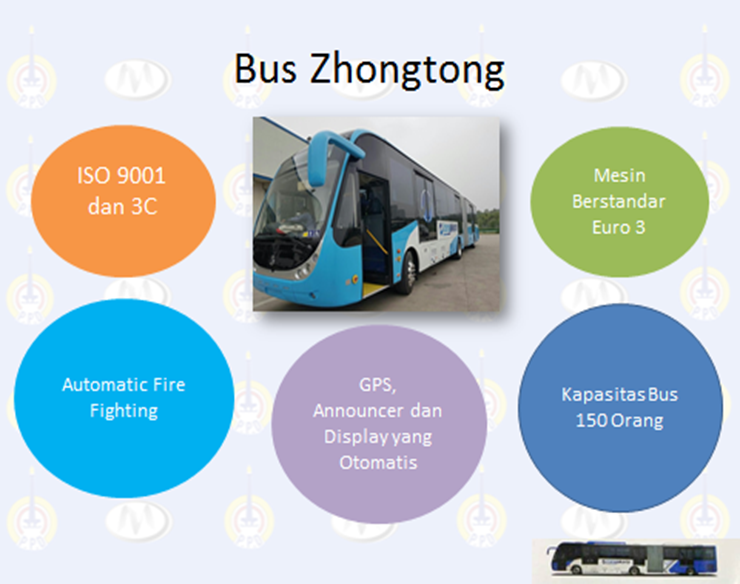 Bus Zhongtong
ISO 9001
dan 3C
Mesin
Berstandar
Euro 3
Automatic Fire
Fighting
GPS,
Announcer dan
Display yang
Otomatis
Kapasitas Bus
150 Orang